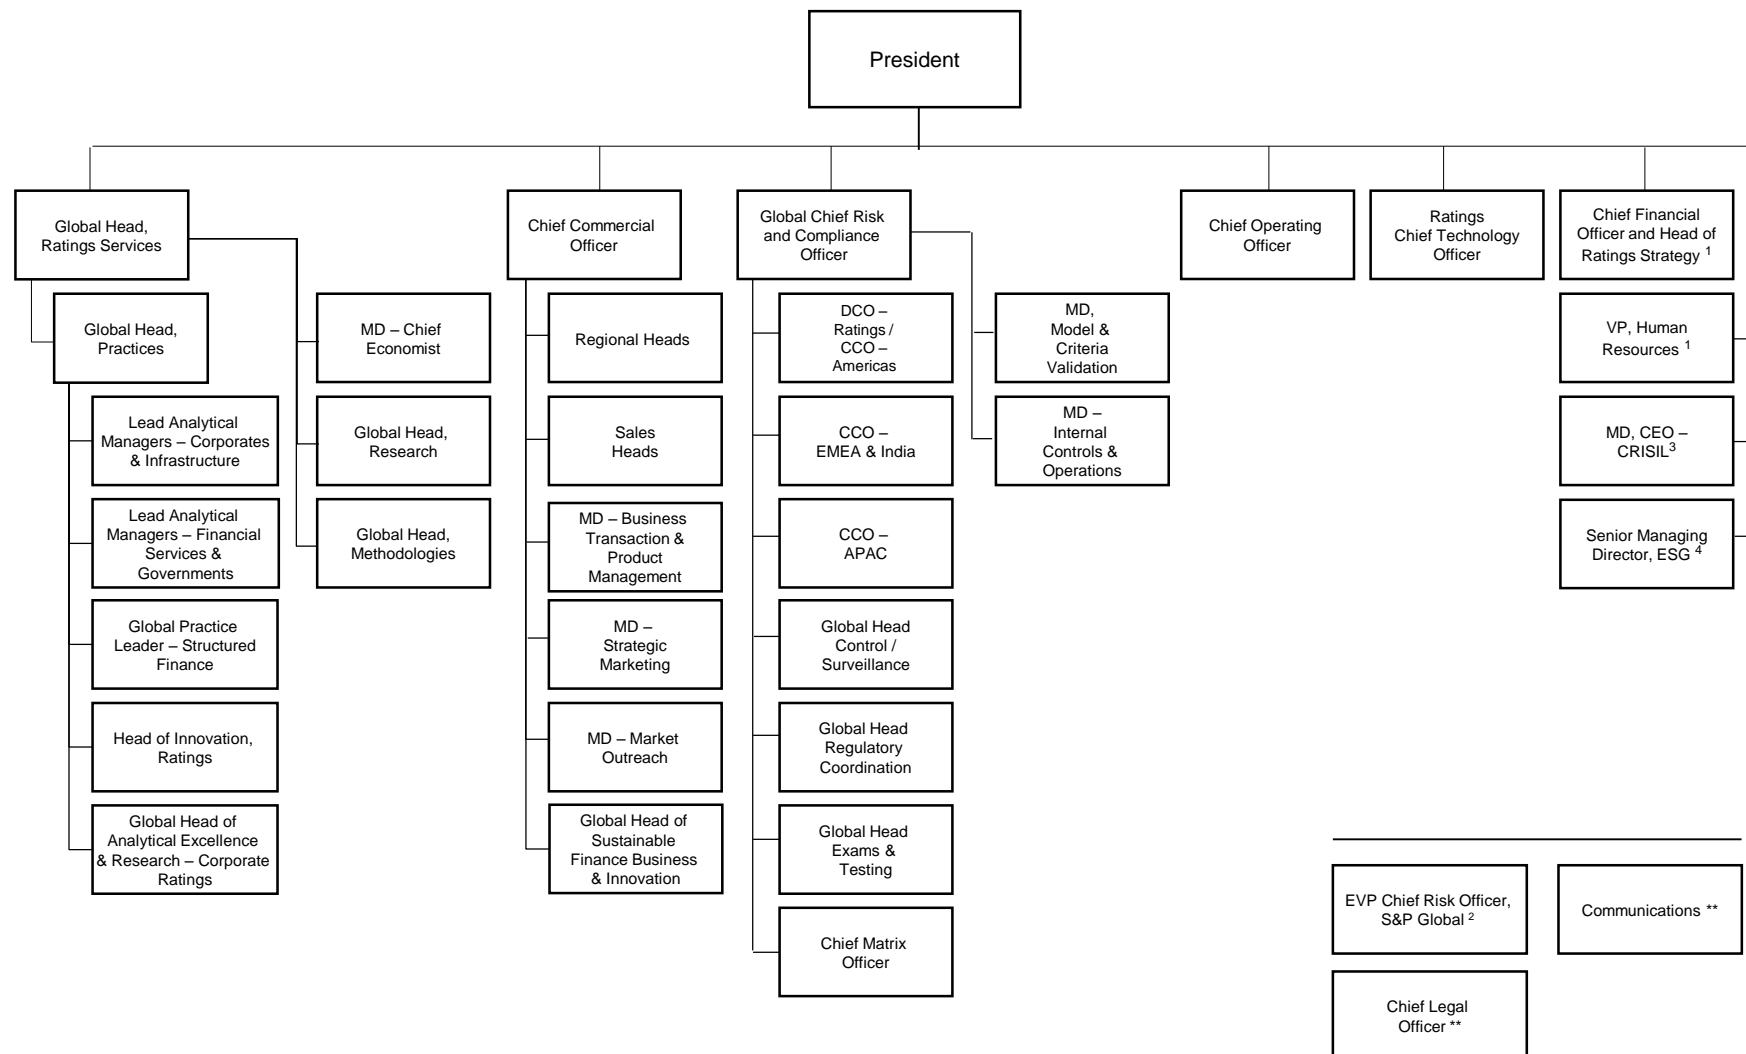 President
Global Head,
Ratings Services
Chief Commercial
Officer
Global Chief Risk
and Compliance
Officer
Chief Operating
Officer
Ratings
Chief Technology
Officer
Chief Financial
Officer and Head of
Ratings Strategy 1
Global Head,
Practices
MD – Chief
Economist
Regional Heads
DCO –
Ratings /
CCO –
Americas
MD,
Model &
Criteria
Validation
VP, Human
Resources 1
Lead Analytical
Managers – Corporates
& Infrastructure
Global Head,
Research
Sales
Heads
CCO –
EMEA & India
MD –
Internal
Controls &
Operations
MD, CEO –
CRISIL3
Lead Analytical
Managers – Financial
Services &
Governments
Global Head,
Methodologies
MD – Business
Transaction &
Product
Management
CCO –
APAC
Senior Managing
Director, ESG 4
Global Practice
Leader – Structured
Finance
MD –
Strategic
Marketing
Global Head
Control /
Surveillance
Head of Innovation,
Ratings
MD – Market
Outreach
Global Head
Regulatory
Coordination
Global Head of
Analytical Excellence
& Research – Corporate
Ratings
Global Head of
Sustainable
Finance Business
& Innovation
Global Head
Exams &
Testing
EVP Chief Risk Officer,
S&P Global 2
Communications **
Chief Matrix
Officer
Chief Legal
Officer **